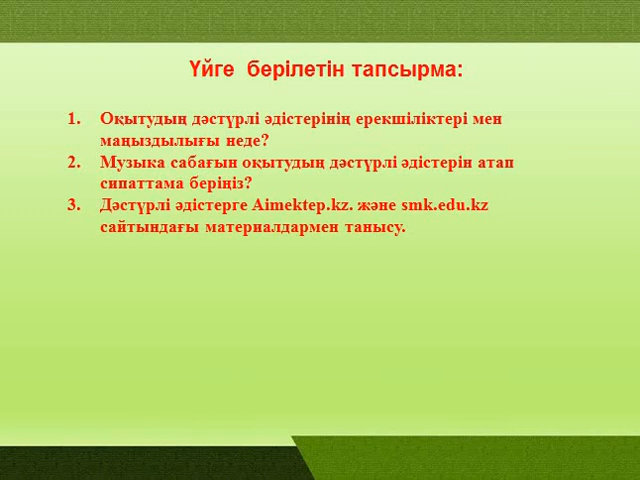 Үйге берілетін тапсырма:
1. Оқытудың дәстүрлі әдістерінің ерекшіліктері мен
маңыздылығы неде?
2. Музыка сабағын оқытудың дәстүрлі әдістерін атап
сипаттама беріңіз?
3. Дәстүрлі әдістерге Aimektep.kz. және smk.edu.kz
сайтындағы материалдармен танысу.